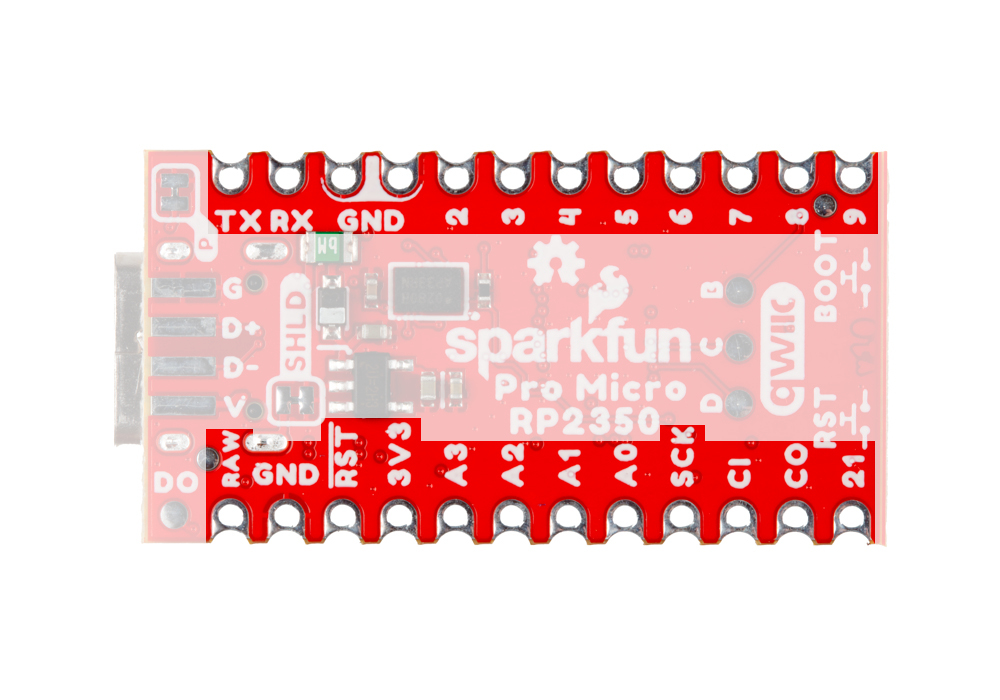 TX RX GND 2 3 4 5 6 7 8 9
P
G
D+
D-
V
SHLD
sparkfun
Pro Micro
RP2350
B
C
D
qwiic
BOOT
RST
DO
RAW GND RST 3V3 A3 A2 A1 A0 SCK CI CO 21